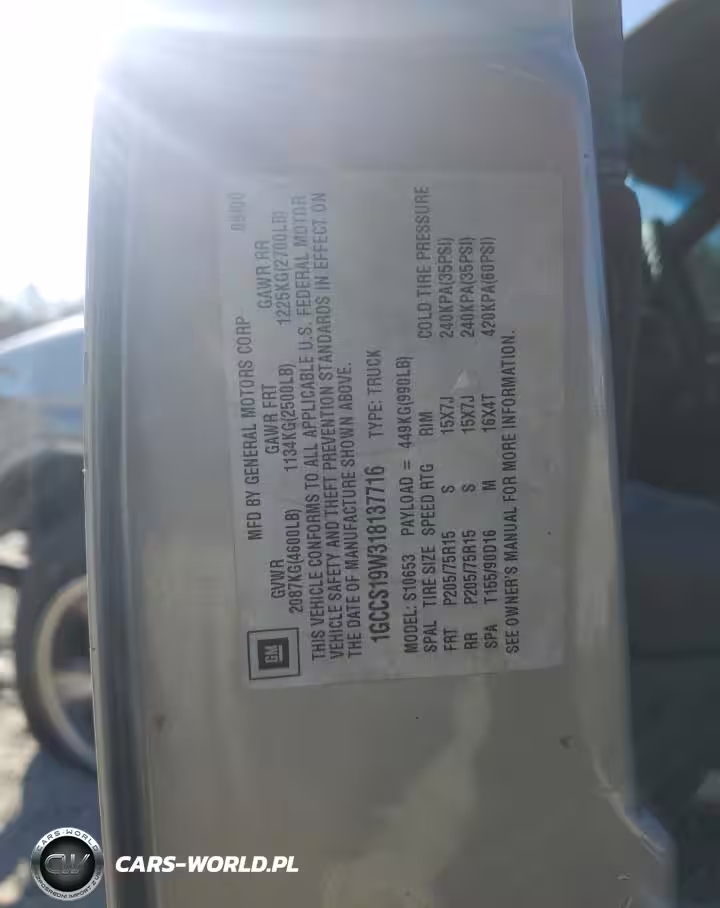 MFD BY GENERAL MOTORS CORP
GVWR GAWR FRT GAWR RR
2087KG(4600LB) 1134KG(2500LB) 1225KG(2700LB)
THIS VEHICLE CONFORMS TO ALL APPLICABLE U.S. FEDERAL MOTOR
VEHICLE SAFETY AND THEFT PREVENTION STANDARDS IN EFFECT ON
THE DATE OF MANUFACTURE SHOWN ABOVE.
1GCCS19W318137716 TYPE: TRUCK
MODEL: S10653 PAYLOAD = 449KG(990LB)
SPAL TIRE SIZE SPEED RTG RIM COLD TIRE PRESSURE
FRT P205/75R15 S 15X7J 240KPA(35PSI)
RR P205/75R15 S 15X7J 240KPA(35PSI)
SPA T155/90D16 M 16X4T 420KPA(60PSI)
SEE OWNER'S MANUAL FOR MORE INFORMATION.
GM
CARS-WORLD
CW
CARS-WORLD.PL